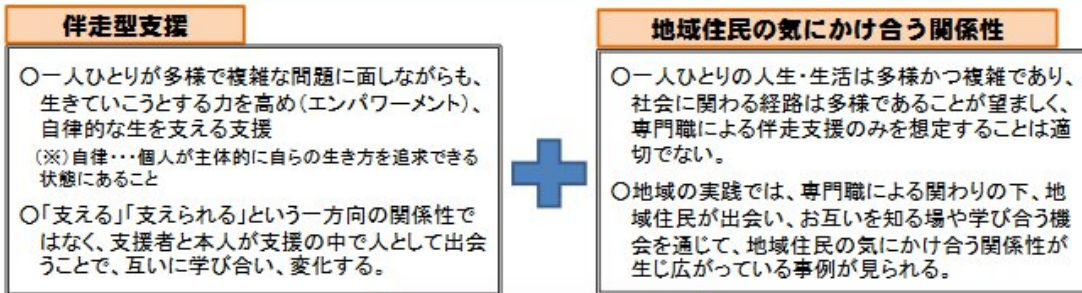 伴走型支援
○一人ひとりが多様で複雑な問題に面しながらも、
生きていこうとする力を高め(エンパワーメント)、
自律的な生を支える支援
(※)自律・・・個人が主体的に自らの生き方を追求できる
状態にあること
○「支える」「支えられる」という一方向の関係性で
はなく、支援者と本人が支援の中で人として出会
うことで、互いに学び合い、変化する。
地域住民の気にかけ合う関係性
○一人ひとりの人生・生活は多様かつ複雑であり、
社会に関わる経路は多様であることが望ましく、
専門職による伴走支援のみを想定することは適
切でない。
○地域の実践では、専門職による関わりの下、地
域住民が出会い、お互いを知る場や学び合う機
会を通じて、地域住民の気にかけ合う関係性が
生じ広がっている事例が見られる。